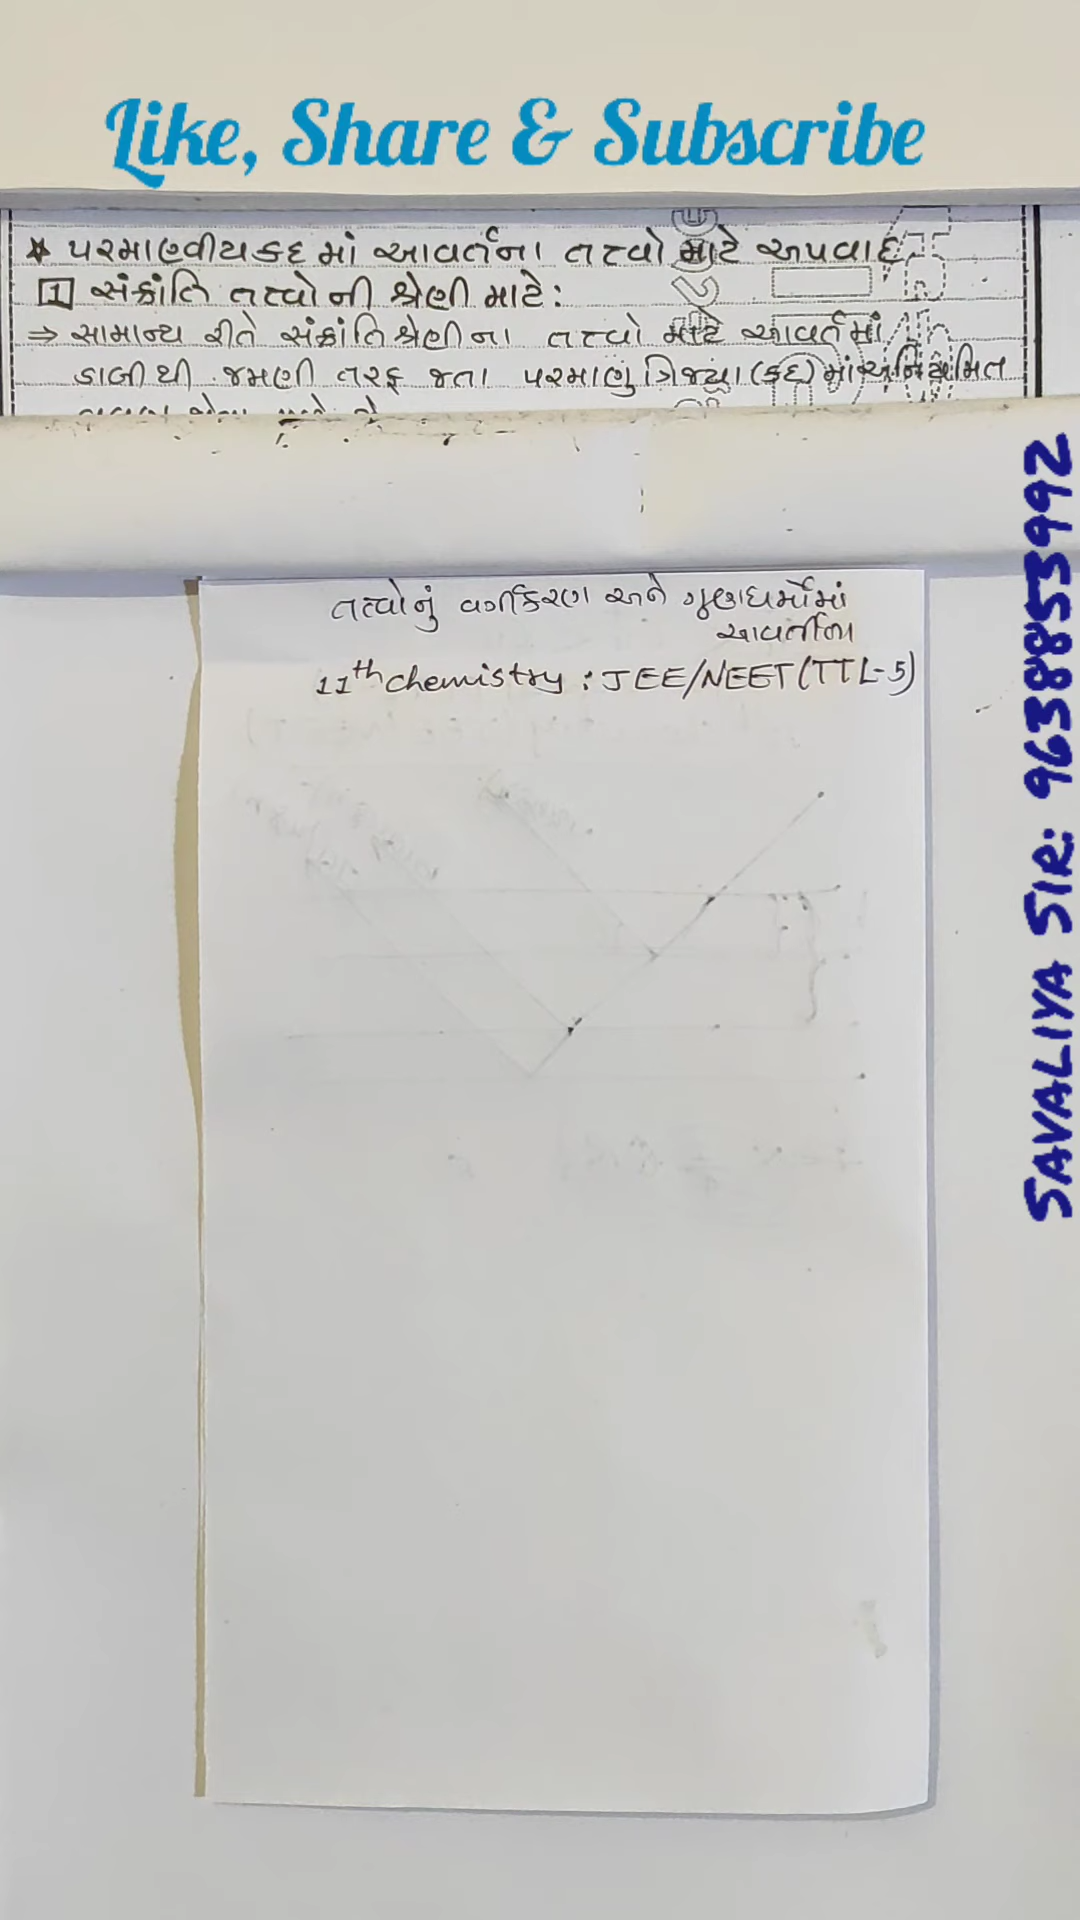 Like, Share & Subscribe
* પરમાણ્વીયકદ માં આવર્તના તત્વો માટે અપવાદ
1 સંક્રાંતિ તત્વોની શ્રેણી માટે:
⇒ સામાન્ય રીતે સંક્રાંતિશ્રેણીના તત્વો માટે આવર્તમાં
ડાબીથી જમણી તરફ જતા પરમાણું ત્રિજ્યા (કદ) માં અનિયમિત
તત્વોનું વર્ગીકરણ અને ગુણધર્મોમાં
આવર્તીતા
11th chemistry : JEE/NEET (TTL-5)
SAVALIYA SIR: 9638853992